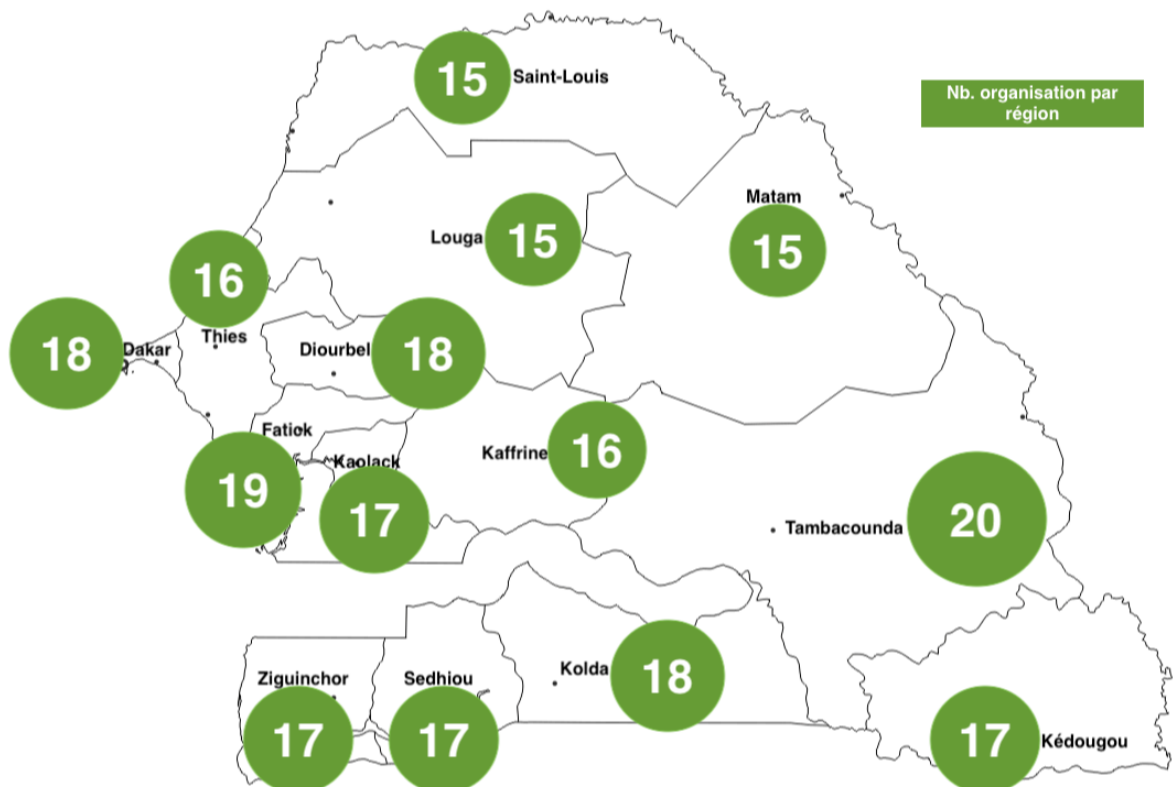 15 Saint-Louis
Nb. organisation par
région
Matam
Louga 15
15
16
Thies
18 Dakar
Diourbel 18
Fatick
Kaffrine 16
Kaolack
19
17
Tambacounda 20
Kolda 18
Ziguinchor
Sedhiou
17
17
17 Kédougou